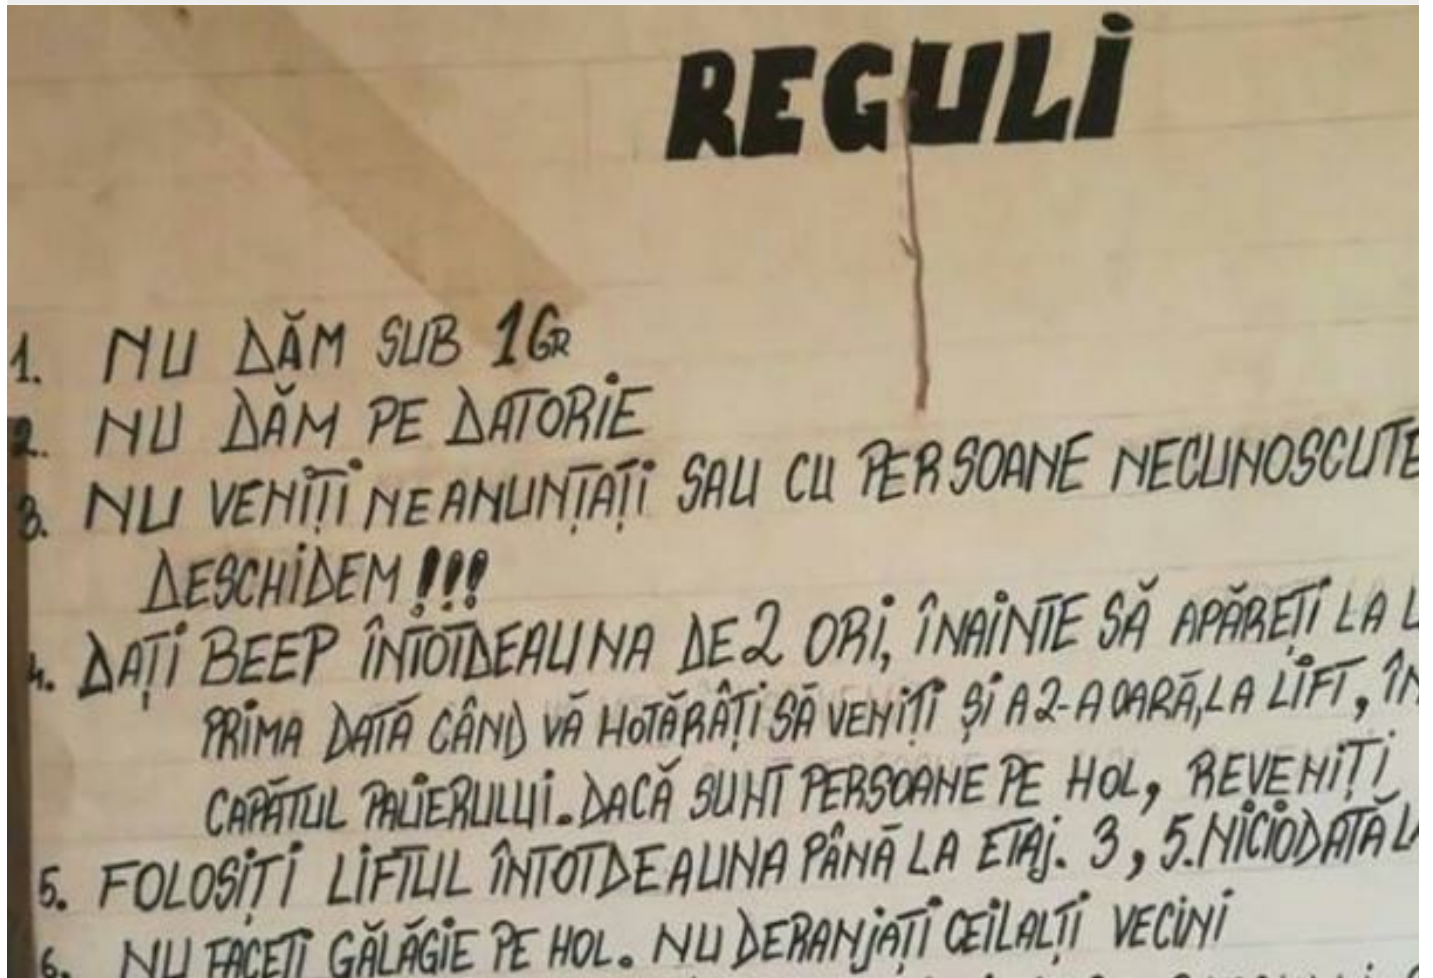 REGULI
1. NU DĂM SUB 1GR
2. NU DĂM PE DATORIE
3. NU VENIȚI NEANUNȚAȚI SAU CU PERSOANE NECUNOSCUTE
DESCHIDEM!!!
4. DAȚI BEEP ÎNTOTDEAUNA DE 2 ORI, ÎNAINTE SĂ APĂREȚI LA
PRIMA DATĂ CÂND VĂ HOTĂRÂȚI SĂ VENIȚI ȘI A 2-A OARĂ, LA LIFT, ÎN
CAPĂTUL PALIERULUI. DACĂ SUNT PERSOANE PE HOL, REVENIȚI
5. FOLOSIȚI LIFTUL ÎNTOTDEAUNA PÂNĂ LA ETAJ. 3, 5. NICIODATĂ
6. NU FACEȚI GĂLĂGIE PE HOL. NU DERANJAȚI CEILALȚI VECINI